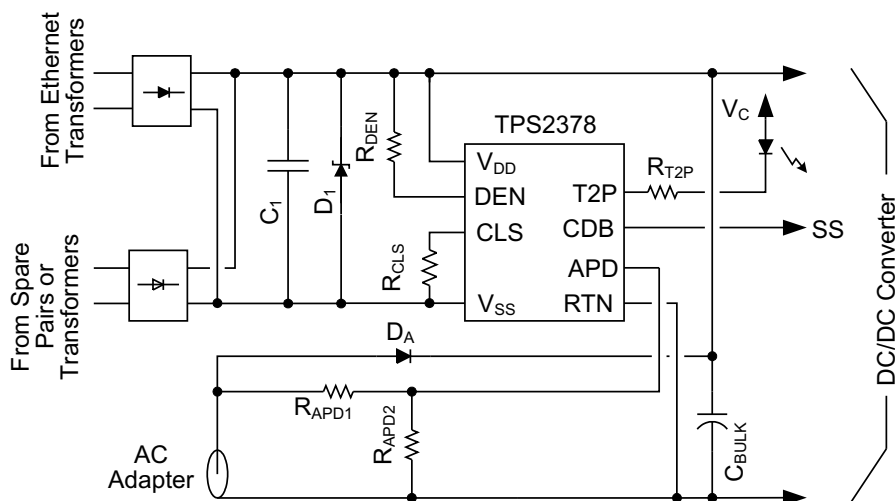 From Ethernet
Transformers
From Spare
Pairs or
Transformers
C1
D1
RDEN
RCLS
TPS2378
VDD
DEN
CLS
VSS
T2P
CDB
APD
RTN
RT2P
VC
SS
DC/DC Converter
DA
RAPD1
RAPD2
CBULK
AC
Adapter